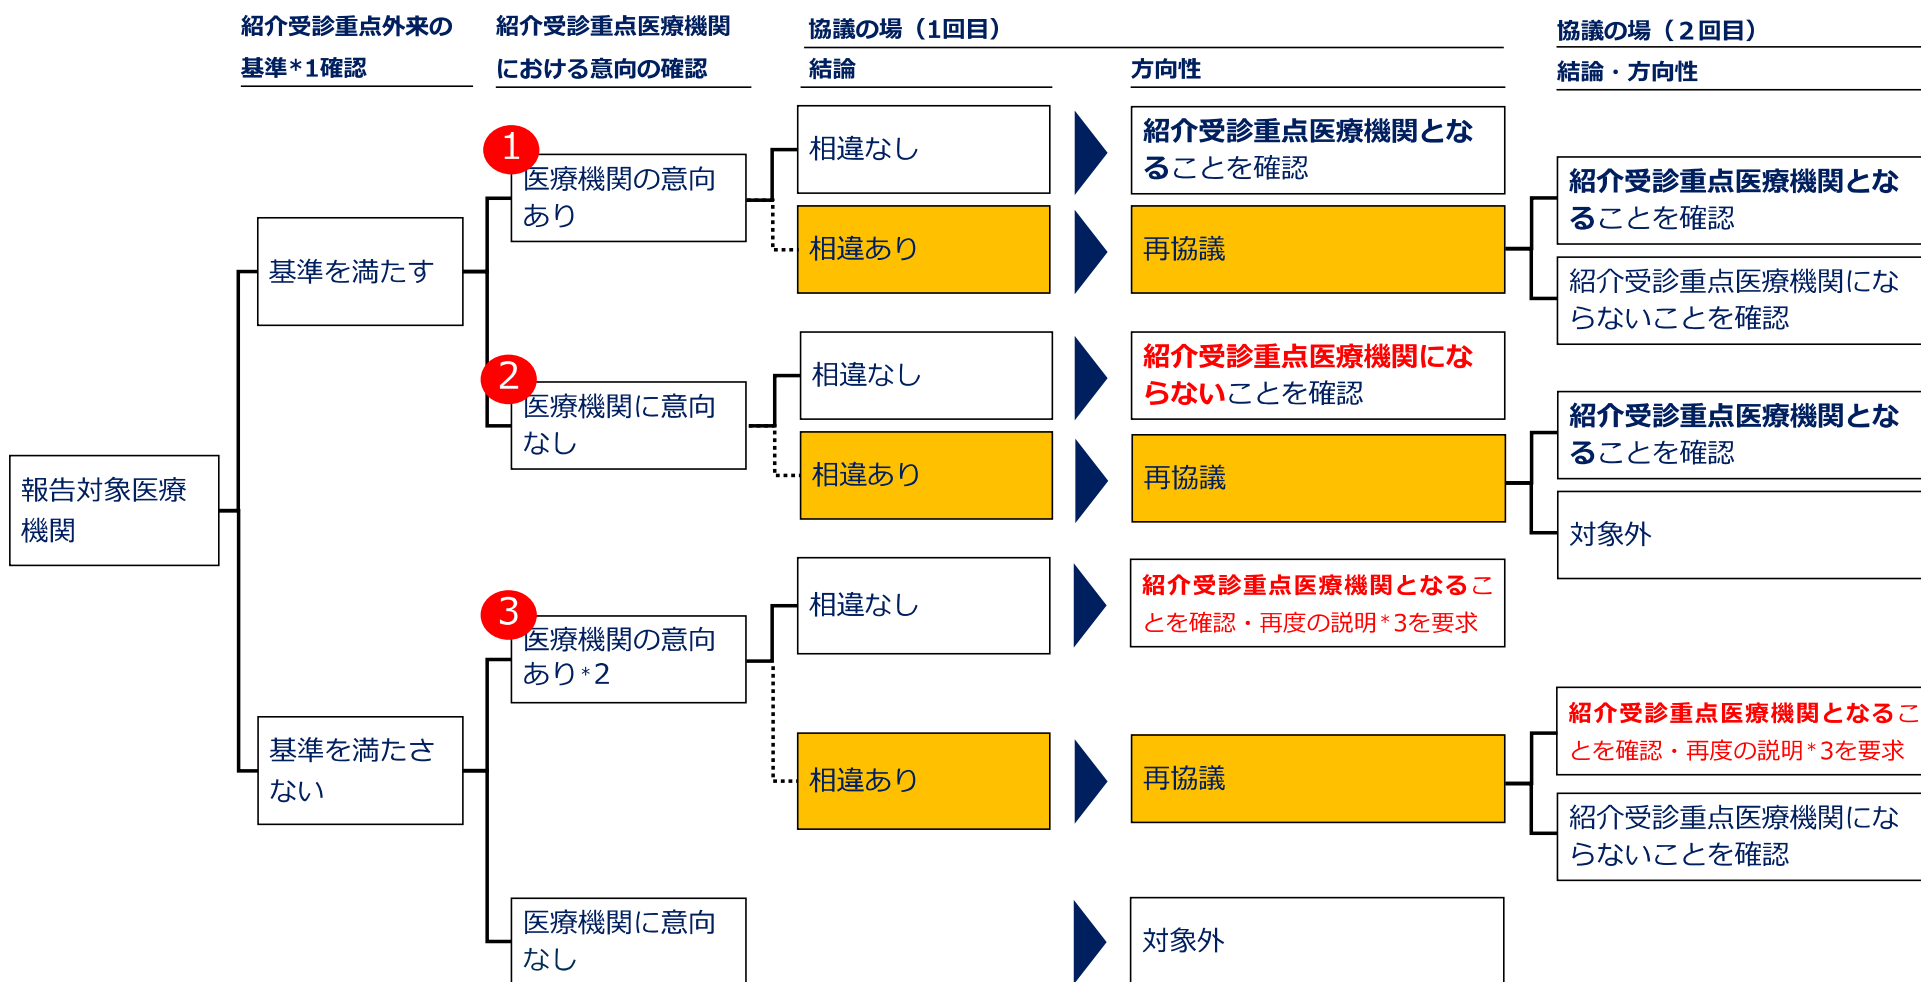 紹介受診重点外来の
基準*1確認
紹介受診重点医療機関
における意向の確認
協議の場（1回目）
結論
方向性
協議の場（２回目）
結論・方向性
報告対象医療
機関
基準を満たす
1
医療機関の意向
あり
相違なし
紹介受診重点医療機関とな
ることを確認
相違あり
再協議
紹介受診重点医療機関とな
ることを確認
紹介受診重点医療機関にな
らないことを確認
2
医療機関に意向
なし
相違なし
紹介受診重点医療機関にな
らないことを確認
相違あり
再協議
紹介受診重点医療機関とな
ることを確認
対象外
基準を満たさ
ない
3
医療機関の意向
あり*2
相違なし
紹介受診重点医療機関となるこ
とを確認・再度の説明*3を要求
相違あり
再協議
紹介受診重点医療機関となるこ
とを確認・再度の説明*3を要求
紹介受診重点医療機関にな
らないことを確認
医療機関に意向
なし
対象外